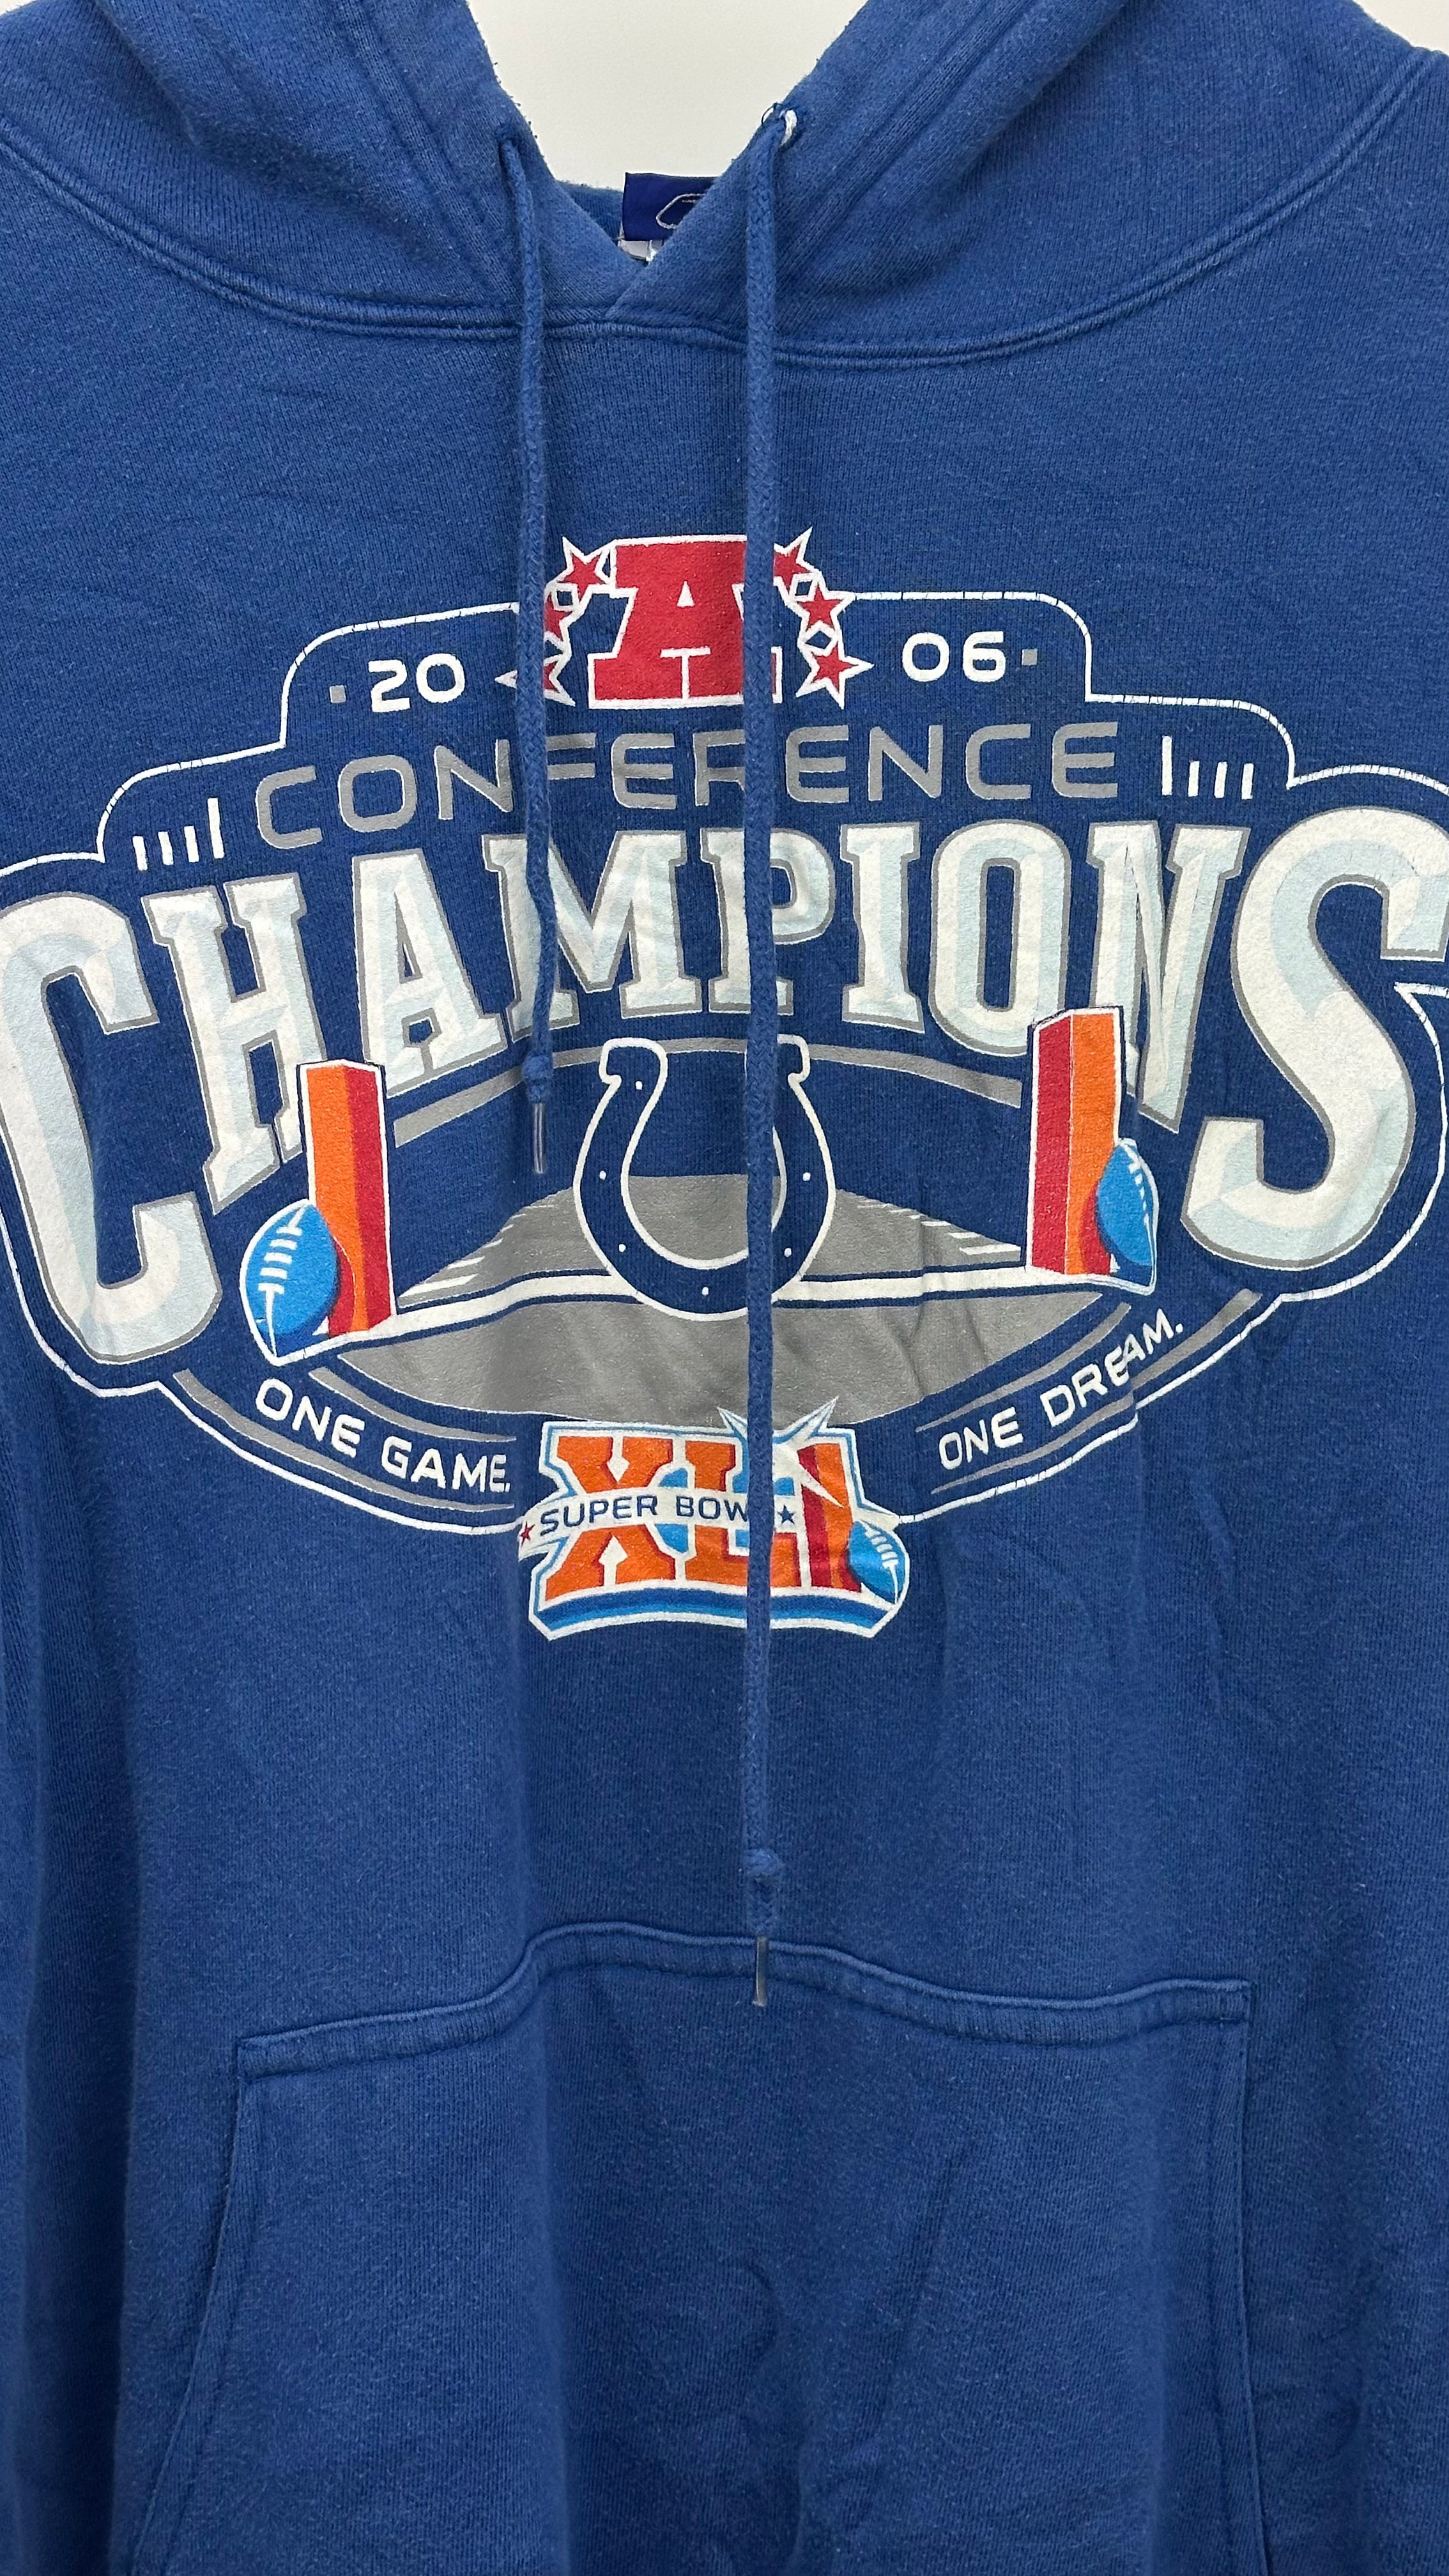 20 A 06
CONFERENCE
CHAMPIONS
ONE GAME. ONE DREAM.
XLI
SUPER BOWL